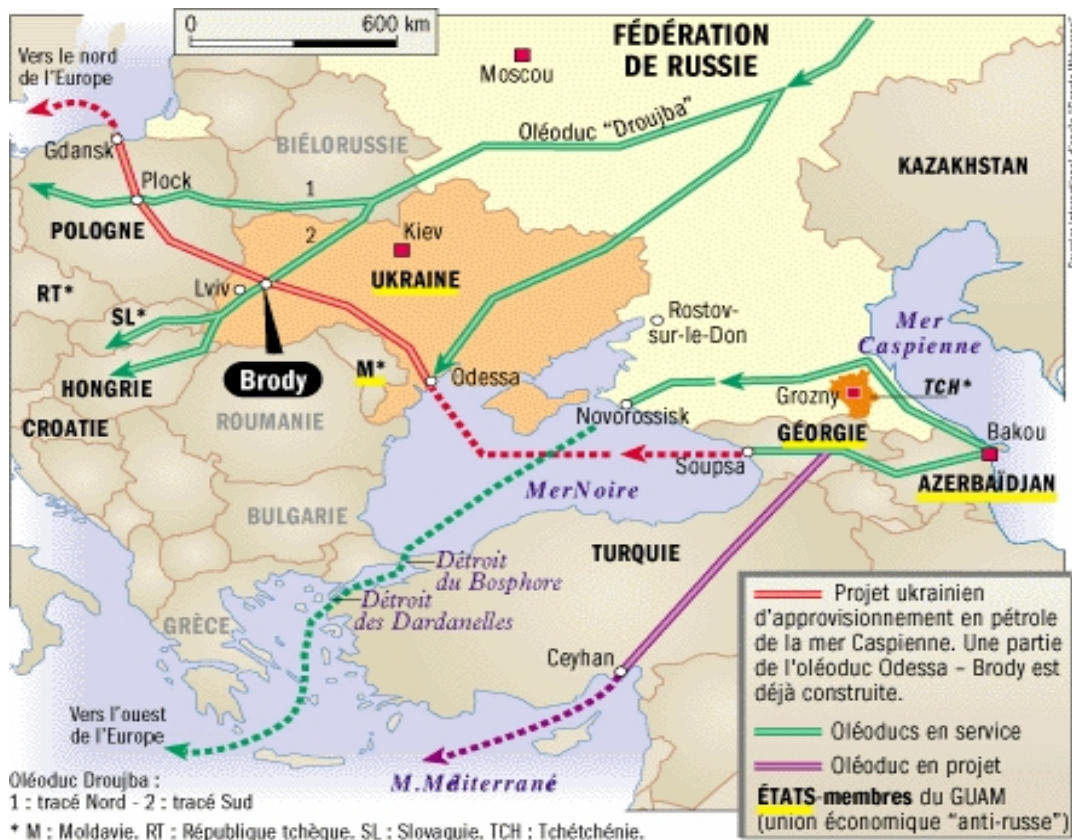 0 600 km
Vers le nord
de l'Europe
FÉDÉRATION
DE RUSSIE
Moscou
Oléoduc "Droujba"
Gdansk
BIÉLORUSSIE
KAZAKHSTAN
Plock
1
POLOGNE
2
Kiev
UKRAINE
Lviv
RT*
SL*
Rostov-
sur-le-Don
Mer
Caspienne
HONGRIE
Brody
M*
Odessa
TCH*
Grozny
CROATIE
ROUMANIE
Novorossisk
GÉORGIE
Bakou
Soupsa
AZERBAÏDJAN
MerNoire
BULGARIE
TURQUIE
Détroit
du Bosphore
Détroit
des Dardanelles
GRÈCE
Ceyhan
Vers l'ouest
de l'Europe
M.Méditerrané
Projet ukrainien
d'approvisionnement en pétrole
de la mer Caspienne. Une partie
de l'oléoduc Odessa – Brody est
déjà construite.
Oléoducs en service
Oléoduc en projet
ÉTATS-membres du GUAM
(union économique "anti-russe")
Oléoduc Droujba :
1 : tracé Nord - 2 : tracé Sud
* M : Moldavie, RT : République tchèque, SL : Slovaquie, TCH : Tchétchénie.